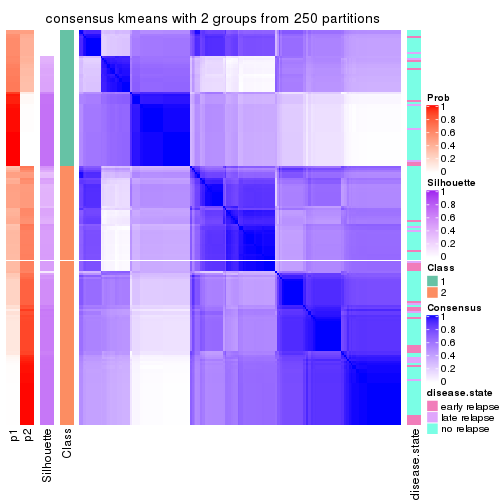 consensus kmeans with 2 groups from 250 partitions
Prob
1
0.8
0.6
0.4
0.2
0
Silhouette
1
0.8
0.6
0.4
0.2
0
Class
1
2
Consensus
1
0.8
0.6
0.4
0.2
0
disease.state
early relapse
late relapse
no relapse
p1
p2
Silhouette
Class
disease.state